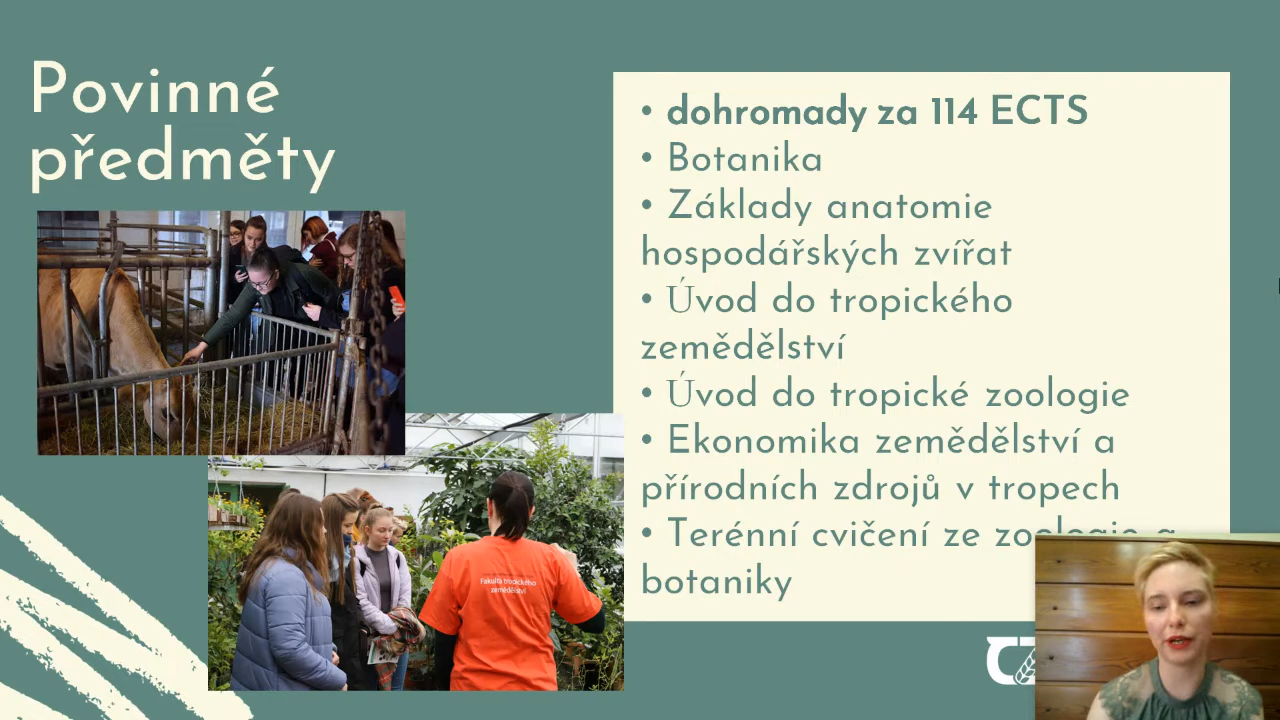 Povinné
předměty
• dohromady za 114 ECTS
• Botanika
• Základy anatomie
hospodářských zvířat
• Úvod do tropického
zemědělství
• Úvod do tropické zoologie
• Ekonomika zemědělství a
přírodních zdrojů v tropech
• Terénní cvičení ze zoologie a
botaniky
Fakulta tropického
zemědělství